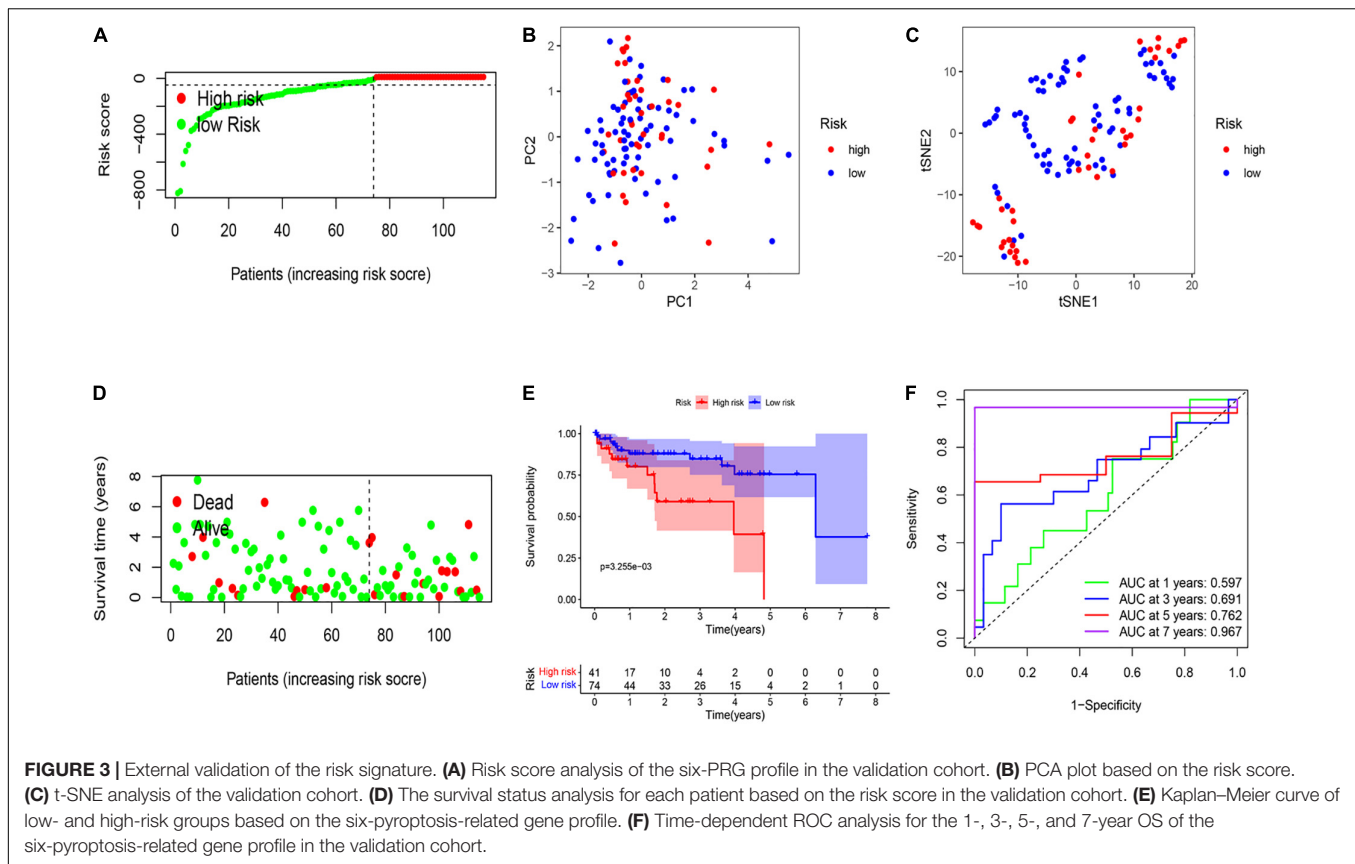 A
Risk score
0
−400
−800
High risk
low Risk
0 20 40 60 80 100
Patients (increasing risk socre)
B
PC2
2
1
0
−1
−2
−3
−2 0 2 4
PC1
Risk
high
low
C
tSNE2
10
0
−10
−20
−10 0 10 20
tSNE1
Risk
high
low
D
Survival time (years)
8
6
4
2
0
Dead
Alive
0 20 40 60 80 100
Patients (increasing risk socre)
E
Risk High risk Low risk
Survival probability
1.00
0.75
0.50
0.25
0.00
p=3.255e−03
0 1 2 3 4 5 6 7 8
Time(years)
Risk
High risk 41 17 10 4 2 0 0 0 0
Low risk 74 44 33 26 15 4 2 1 0
0 1 2 3 4 5 6 7 8
Time(years)
F
Sensitivity
1.0
0.8
0.6
0.4
0.2
0.0
AUC at 1 years: 0.597
AUC at 3 years: 0.691
AUC at 5 years: 0.762
AUC at 7 years: 0.967
0.0 0.2 0.4 0.6 0.8 1.0
1−Specificity
FIGURE 3 | External validation of the risk signature. (A) Risk score analysis of the six-PRG profile in the validation cohort. (B) PCA plot based on the risk score.
(C) t-SNE analysis of the validation cohort. (D) The survival status analysis for each patient based on the risk score in the validation cohort. (E) Kaplan–Meier curve of
low- and high-risk groups based on the six-pyroptosis-related gene profile. (F) Time-dependent ROC analysis for the 1-, 3-, 5-, and 7-year OS of the
six-pyroptosis-related gene profile in the validation cohort.